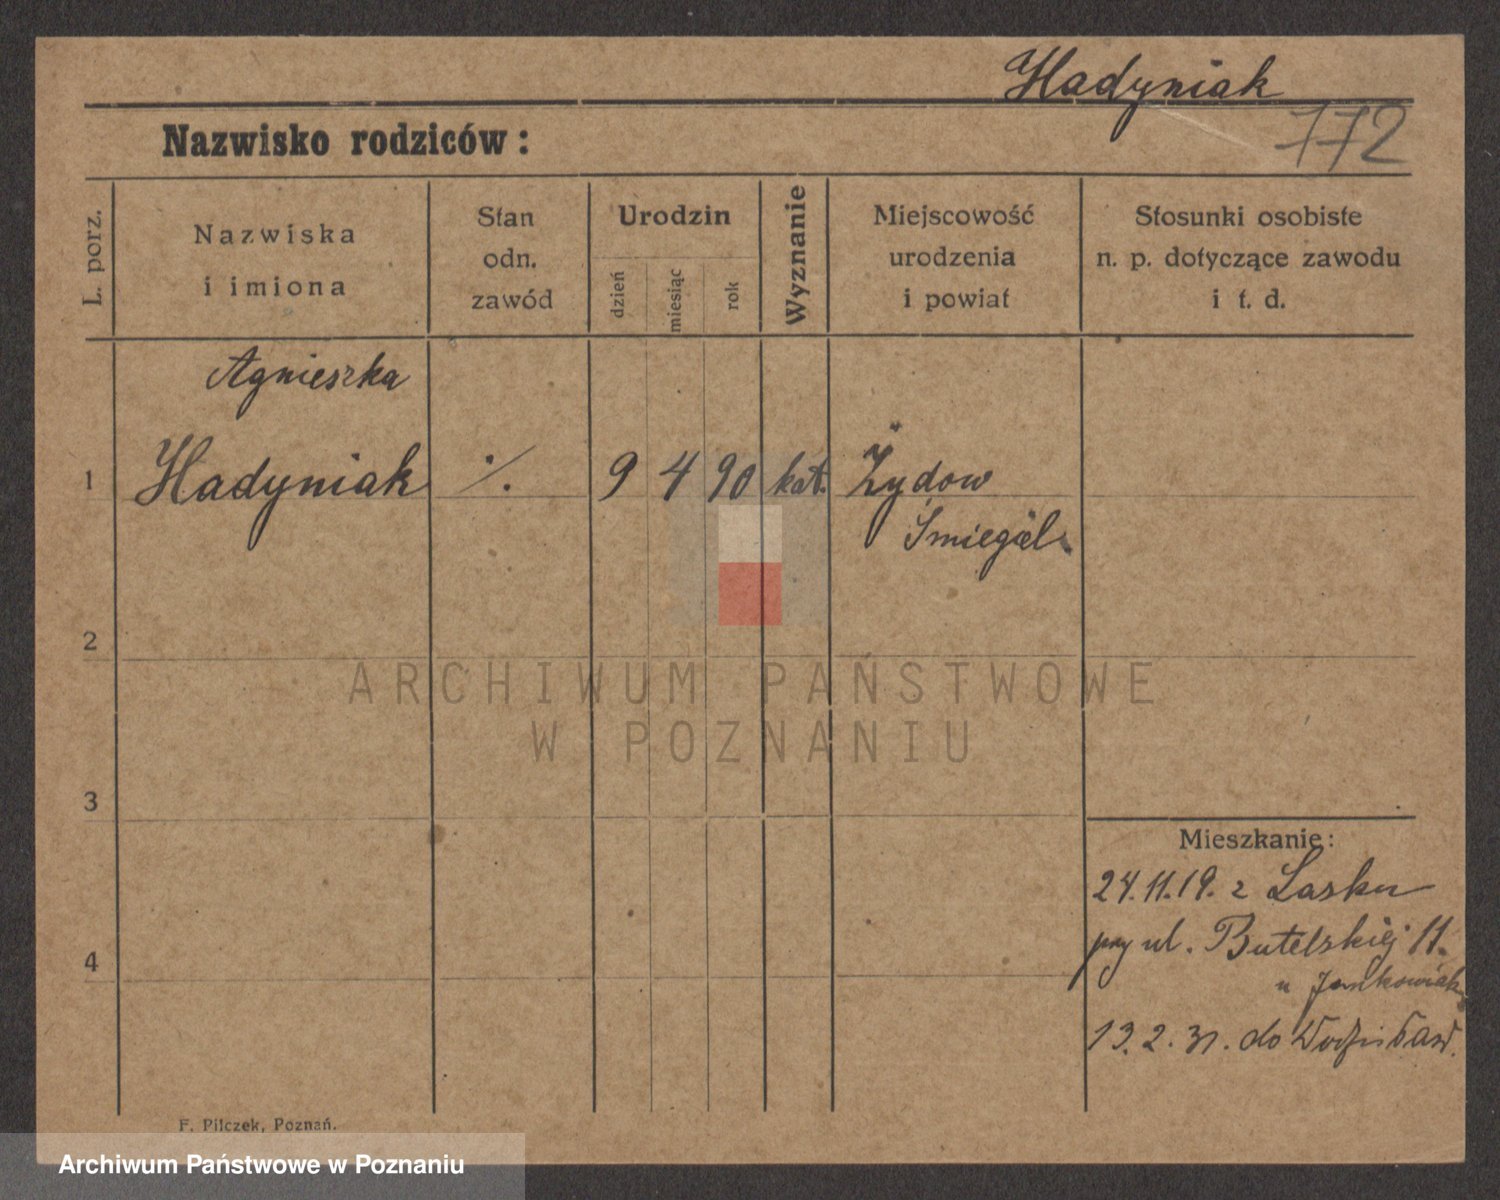 Hadyniak
772
Nazwisko rodziców:
L. porz.
Nazwiska
i imiona
Stan
odn.
zawód
Urodzin
dzień
miesiąc
rok
Wyznanie
Miejscowość
urodzenia
i powiat
Stosunki osobiste
n. p. dotyczące zawodu
i t. d.
Agnieszka
1 Hadyniak ./. 9 4 90 kat. Żydow
Śmiegiel
2
3
4
Mieszkanie:
24.11.19. z Lasku
przy ul. Butelskiej 11.
u Jankowiak
13.2.31. do
ARCHIWUM PAŃSTWOWE
W POZNANIU
F. Pilczek, Poznań.
Archiwum Państwowe w Poznaniu